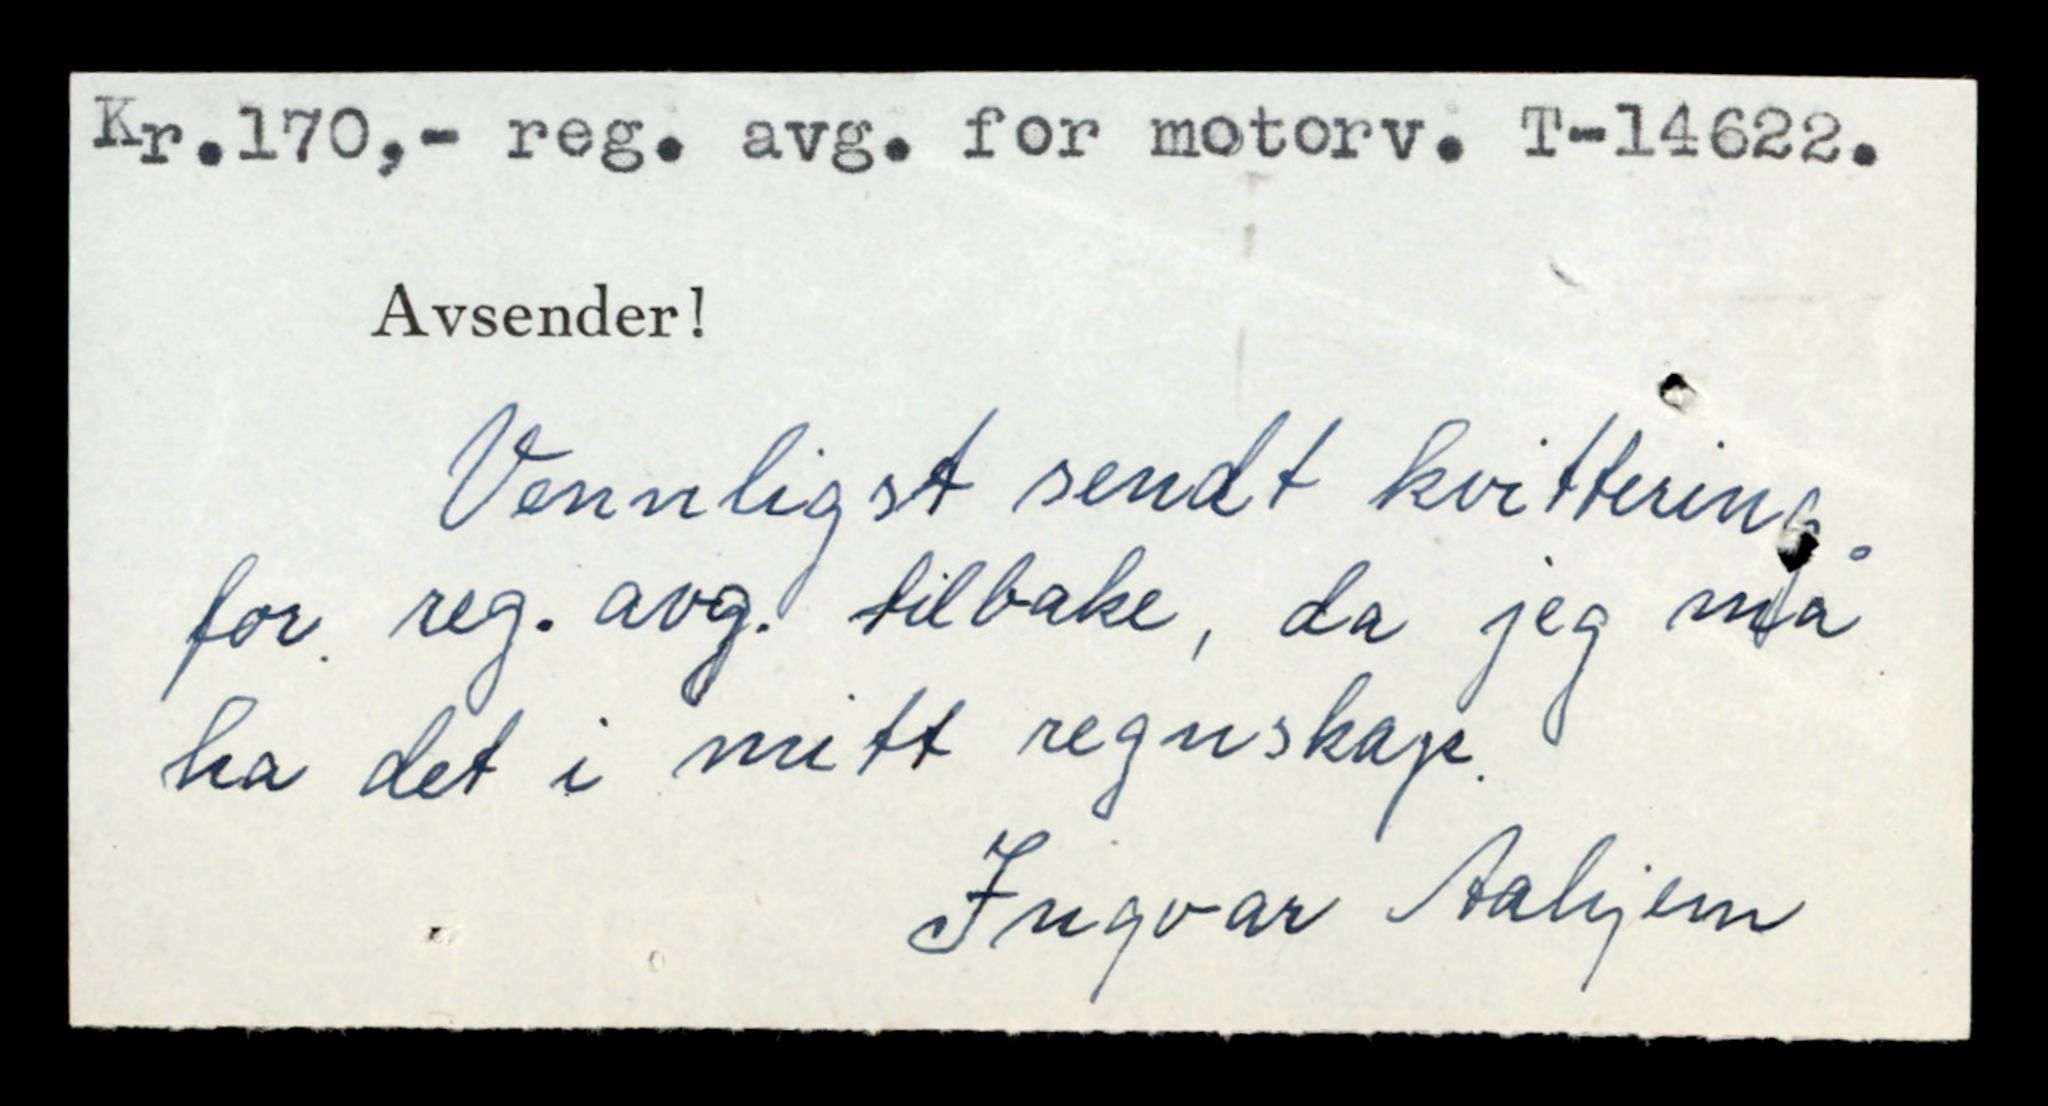 Kr.170,- reg. avg. for motorv. T-14622.
Avsender!
Vennligst sendt kvittering
for reg. avg. tilbake, da jeg må
ha det i mitt regnskap.
Ingvar Aahjem